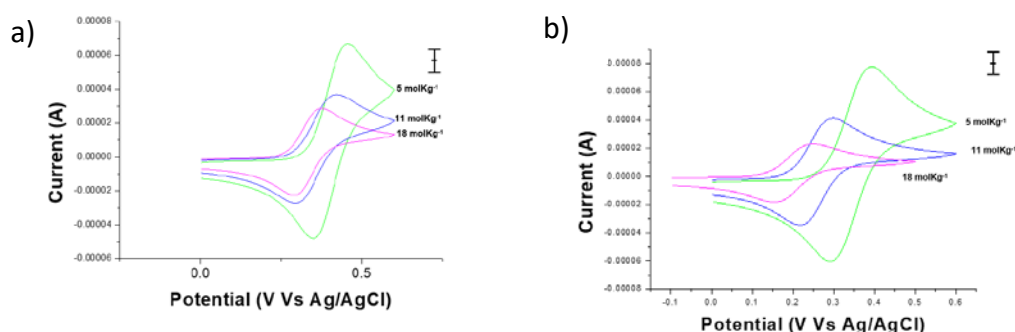 a)
0.00008
0.00006
0.00004
0.00002
0.00000
-0.00002
-0.00004
-0.00006
Current (A)
5 molKg⁻¹
11 molKg⁻¹
18 molKg⁻¹
0.0
0.5
Potential (V Vs Ag/AgCl)
b)
0.00008
0.00006
0.00004
0.00002
0.00000
-0.00002
-0.00004
-0.00006
-0.00008
Current (A)
5 molKg⁻¹
11 molKg⁻¹
18 molKg⁻¹
-0.1
0.0
0.1
0.2
0.3
0.4
0.5
0.6
Potential (V Vs Ag/AgCl)